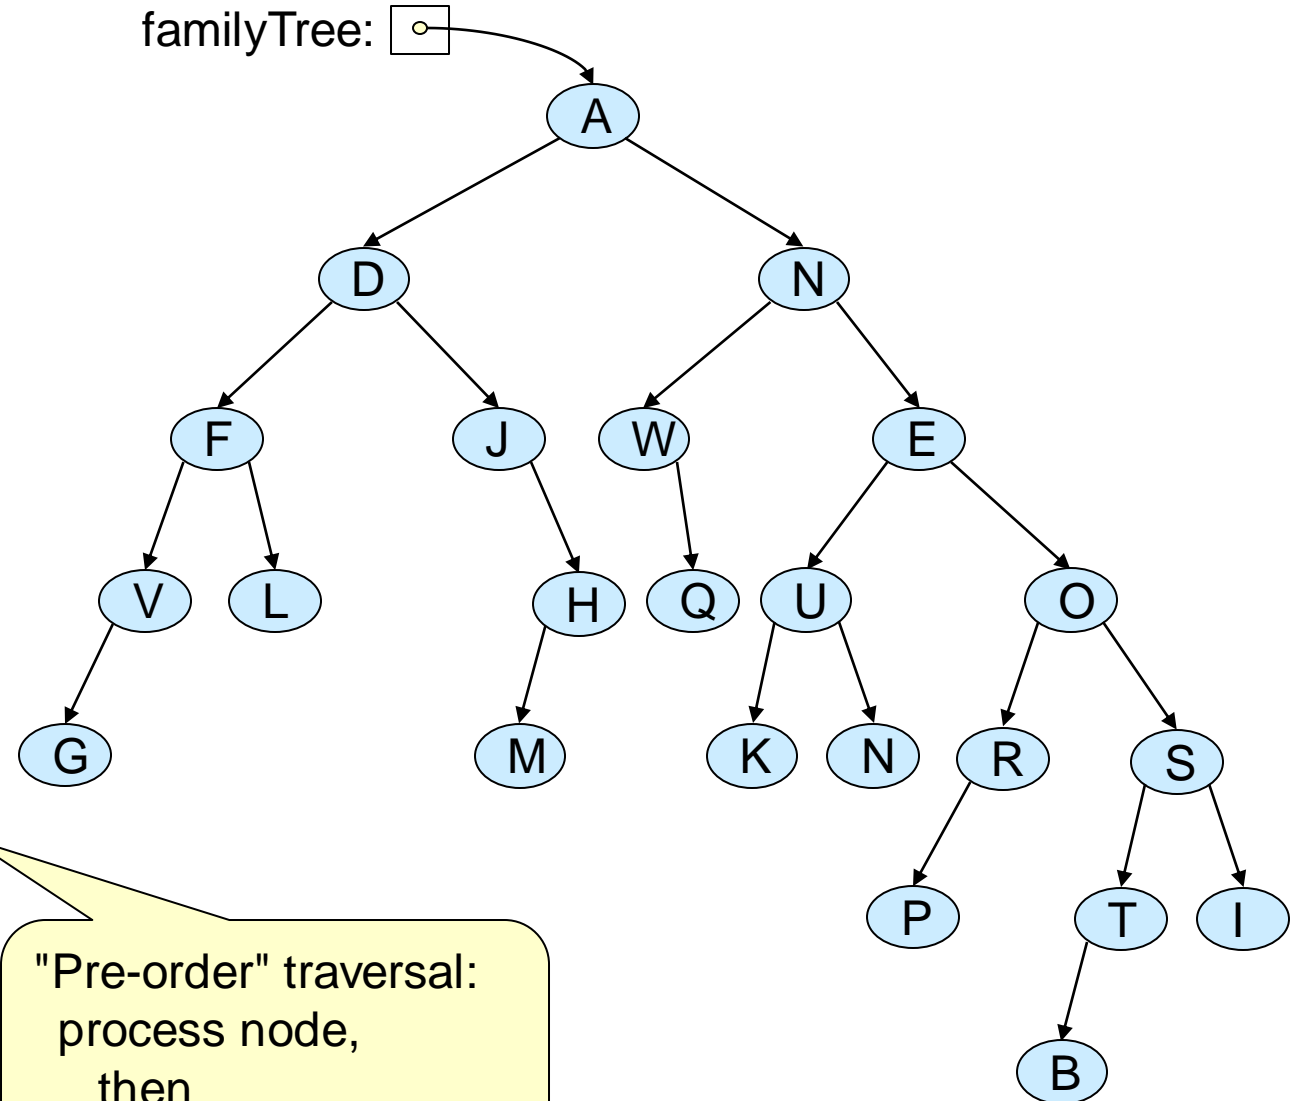 familyTree:
A
D N
F J W E
V L H Q U O
G M K N R S
P T I
B
"Pre-order" traversal:
process node,
then